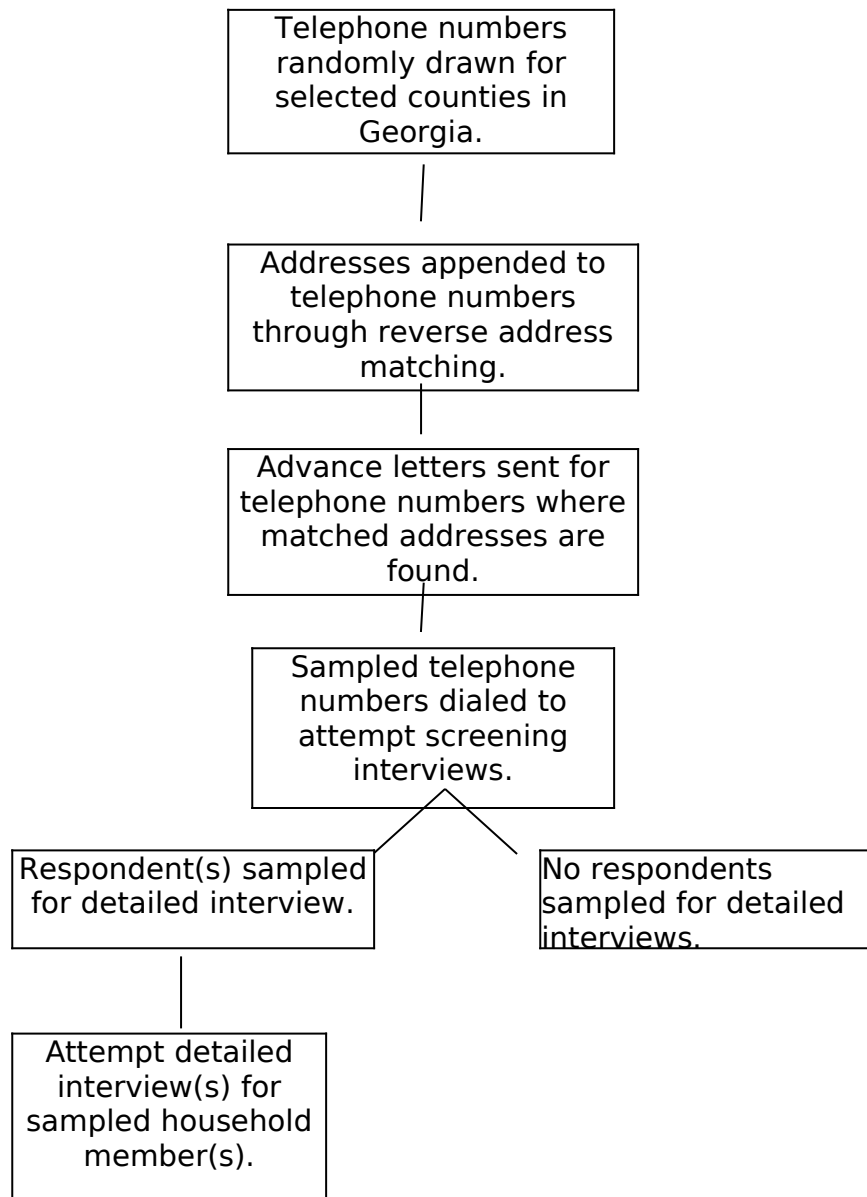 Telephone numbers
randomly drawn for
selected counties in
Georgia.
Addresses appended to
telephone numbers
through reverse address
matching.
Advance letters sent for
telephone numbers where
matched addresses are
found.
Sampled telephone
numbers dialed to
attempt screening
interviews.
Respondent(s) sampled
for detailed interview.
No respondents
sampled for detailed
interviews.
Attempt detailed
interview(s) for
sampled household
member(s).